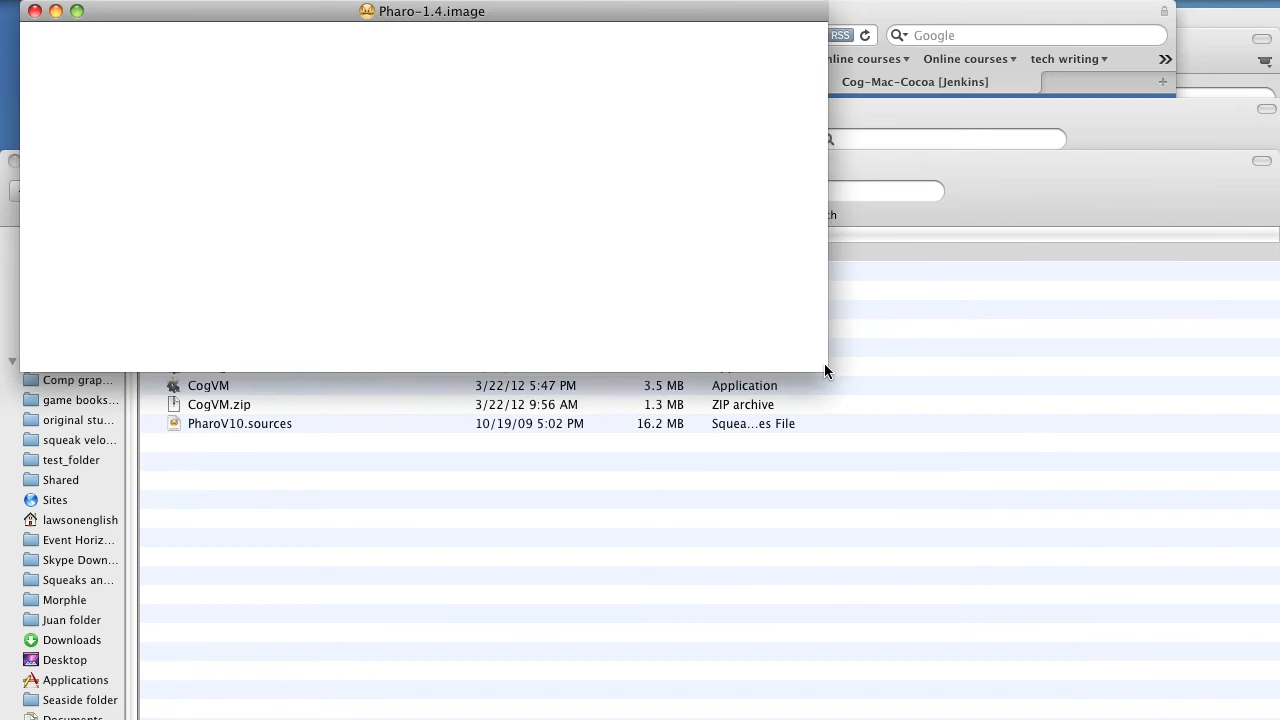 Pharo-1.4.image
RSS
Google
nline courses
Online courses
tech writing
Cog-Mac-Cocoa [Jenkins]
CogVM 3/22/12 5:47 PM 3.5 MB Application
CogVM.zip 3/22/12 9:56 AM 1.3 MB ZIP archive
PharoV10.sources 10/19/09 5:02 PM 16.2 MB Squea...es File
Comp grap...
game books...
original stu...
squeak velo...
test_folder
Shared
Sites
lawsonenglish
Event Horiz...
Skype Down...
Squeaks an...
Morphle
Juan folder
Downloads
Desktop
Applications
Seaside folder
Documents